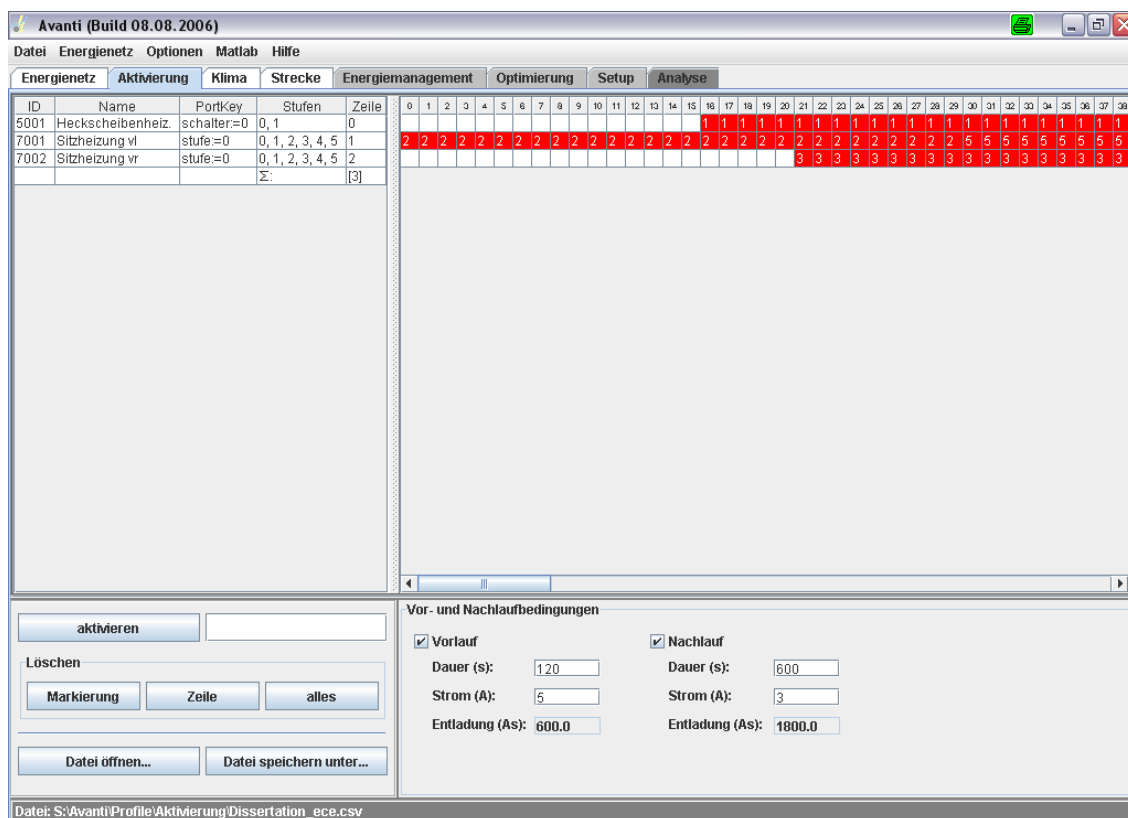 Avanti (Build 08.08.2006)
Datei Energienetz Optionen Matlab Hilfe
Energienetz Aktivierung Klima Strecke Energiemanagement Optimierung Setup Analyse
ID Name PortKey Stufen Zeile 0 1 2 3 4 5 6 7 8 9 10 11 12 13 14 15 16 17 18 19 20 21 22 23 24 25 26 27 28 29 30 31 32 33 34 35 36 37 38
5001 Heckscheibenheiz. schalter:=0 0, 1 0 1 1 1 1 1 1 1 1 1 1 1 1 1 1 1 1 1 1 1 1 1 1 1
7001 Sitzheizung vl stufe:=0 0, 1, 2, 3, 4, 5 1 2 2 2 2 2 2 2 2 2 2 2 2 2 2 2 2 2 2 2 2 2 2 2 2 2 2 2 2 2 2 5 5 5 5 5 5 5 5 5
7002 Sitzheizung vr stufe:=0 0, 1, 2, 3, 4, 5 2 3 3 3 3 3 3 3 3 3 3 3 3 3 3 3 3 3 3
Σ: [3]
aktivieren
Löschen
Markierung Zeile alles
Datei öffnen... Datei speichern unter...
Vor- und Nachlaufbedingungen
Vorlauf Nachlauf
Dauer (s): 120 Dauer (s): 600
Strom (A): 5 Strom (A): 3
Entladung (As): 600.0 Entladung (As): 1800.0
Datei: S:\Avanti\Profile\Aktivierung\Dissertation_ece.csv